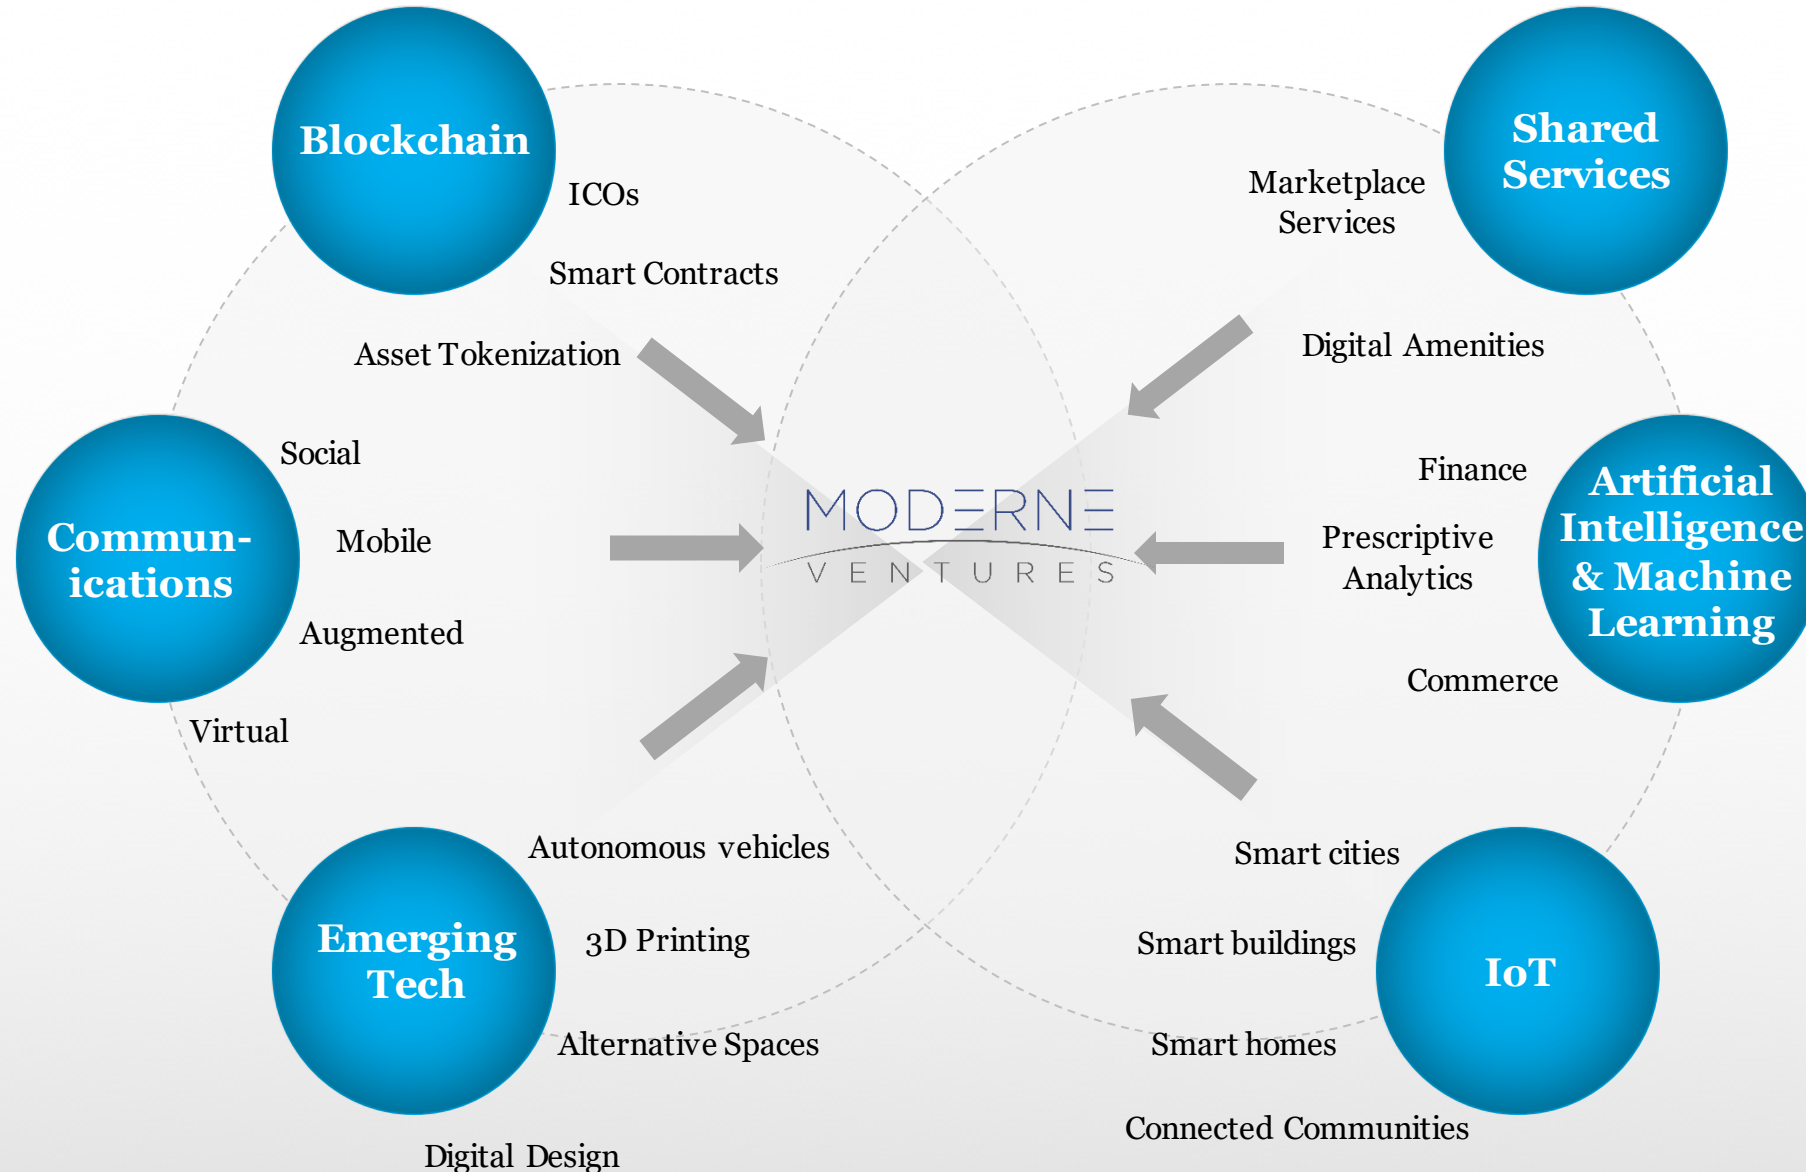 Blockchain
ICOs
Smart Contracts
Asset Tokenization
Commun-
ications
Social
Mobile
Augmented
Virtual
Emerging
Tech
Autonomous vehicles
3D Printing
Alternative Spaces
Digital Design
MODERNE
VENTURES
Shared
Services
Marketplace
Services
Digital Amenities
Artificial
Intelligence
& Machine
Learning
Finance
Prescriptive
Analytics
Commerce
IoT
Smart cities
Smart buildings
Smart homes
Connected Communities